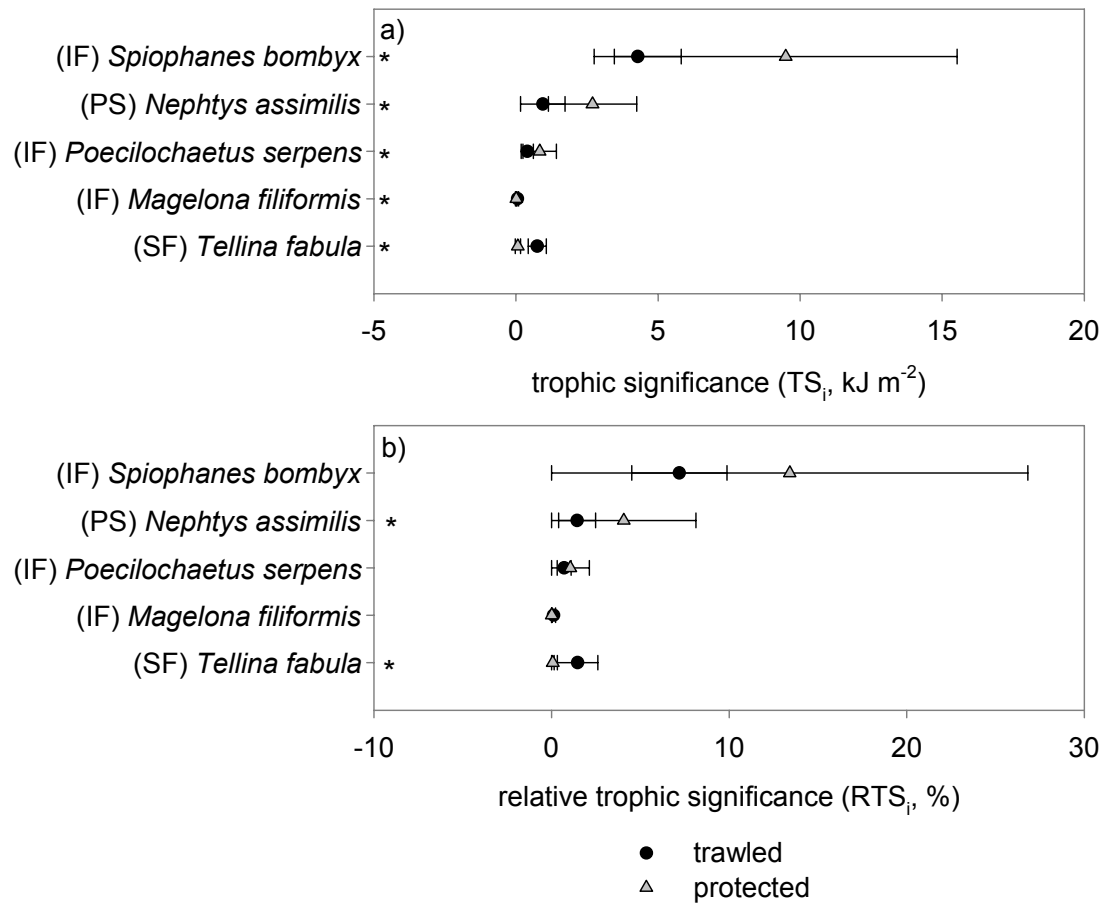 a)
(IF) Spiophanes bombyx *
(PS) Nephtys assimilis *
(IF) Poecilochaetus serpens *
(IF) Magelona filiformis *
(SF) Tellina fabula *
-5 0 5 10 15 20
trophic significance (TSi, kJ m-2)
b)
(IF) Spiophanes bombyx
(PS) Nephtys assimilis *
(IF) Poecilochaetus serpens
(IF) Magelona filiformis
(SF) Tellina fabula *
-10 0 10 20 30
relative trophic significance (RTSi, %)
trawled
protected